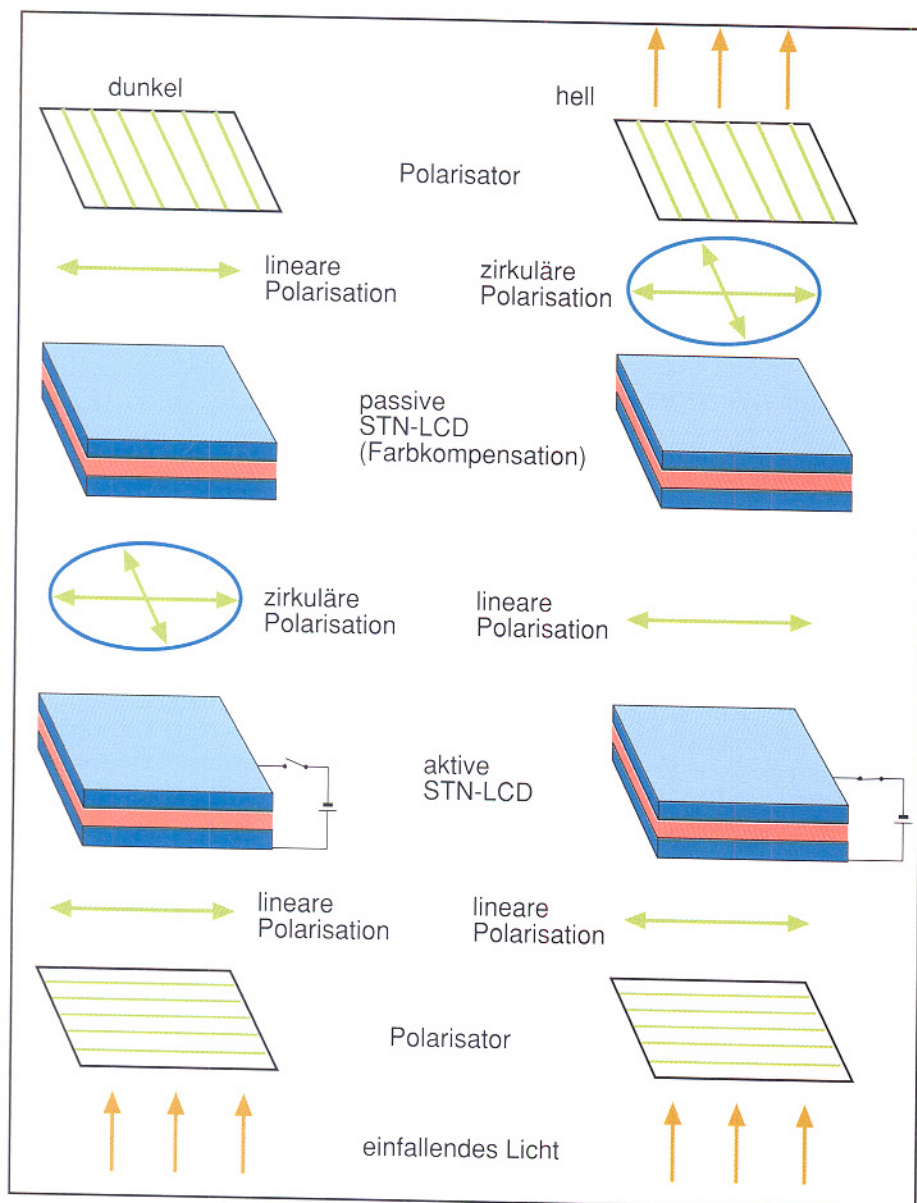 dunkel
hell
Polarisator
lineare
Polarisation
zirkuläre
Polarisation
passive
STN-LCD
(Farbkompensation)
zirkuläre
Polarisation
lineare
Polarisation
aktive
STN-LCD
lineare
Polarisation
lineare
Polarisation
Polarisator
einfallendes Licht